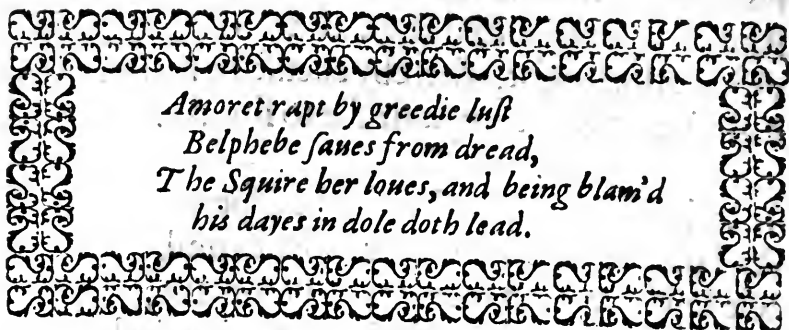 Amoret rapt by greedie luſt
Belphebe ſaues from dread,
The Squire her loues, and being blam'd
his dayes in dole doth lead.